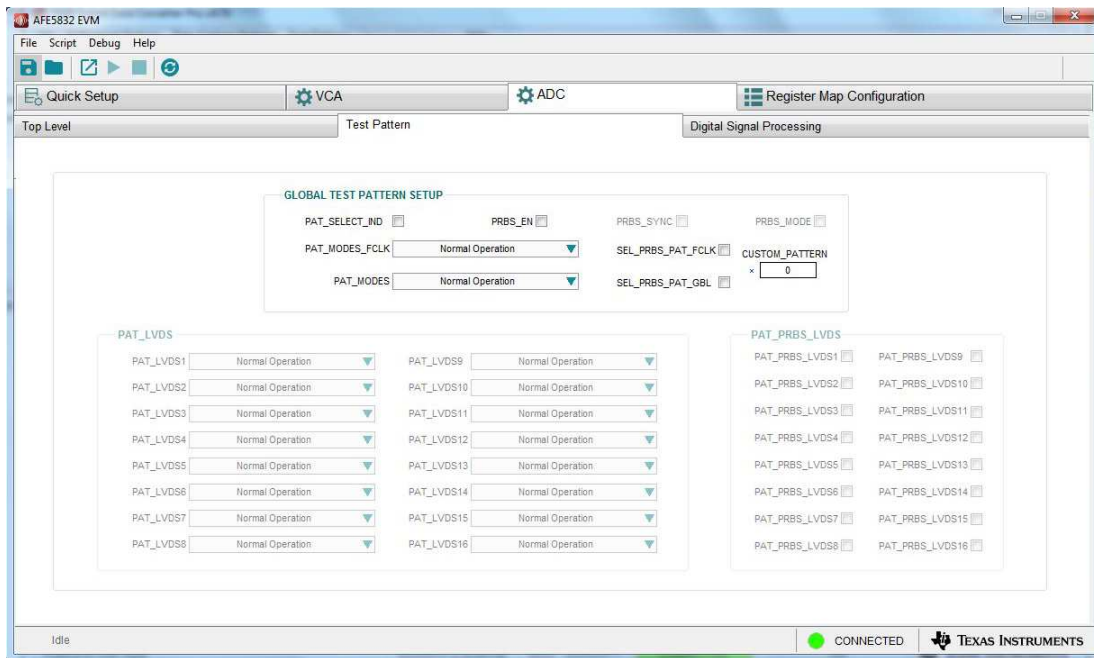 AFE5832 EVM
File Script Debug Help
Quick Setup VCA ADC Register Map Configuration
Top Level Test Pattern Digital Signal Processing
GLOBAL TEST PATTERN SETUP
PAT_SELECT_IND PRBS_EN PRBS_SYNC PRBS_MODE
PAT_MODES_FCLK Normal Operation SEL_PRBS_PAT_FCLK CUSTOM_PATTERN
x 0
PAT_MODES Normal Operation SEL_PRBS_PAT_GBL
PAT_LVDS PAT_PRBS_LVDS
PAT_LVDS1 Normal Operation PAT_LVDS9 Normal Operation PAT_PRBS_LVDS1 PAT_PRBS_LVDS9
PAT_LVDS2 Normal Operation PAT_LVDS10 Normal Operation PAT_PRBS_LVDS2 PAT_PRBS_LVDS10
PAT_LVDS3 Normal Operation PAT_LVDS11 Normal Operation PAT_PRBS_LVDS3 PAT_PRBS_LVDS11
PAT_LVDS4 Normal Operation PAT_LVDS12 Normal Operation PAT_PRBS_LVDS4 PAT_PRBS_LVDS12
PAT_LVDS5 Normal Operation PAT_LVDS13 Normal Operation PAT_PRBS_LVDS5 PAT_PRBS_LVDS13
PAT_LVDS6 Normal Operation PAT_LVDS14 Normal Operation PAT_PRBS_LVDS6 PAT_PRBS_LVDS14
PAT_LVDS7 Normal Operation PAT_LVDS15 Normal Operation PAT_PRBS_LVDS7 PAT_PRBS_LVDS15
PAT_LVDS8 Normal Operation PAT_LVDS16 Normal Operation PAT_PRBS_LVDS8 PAT_PRBS_LVDS16
Idle CONNECTED TEXAS INSTRUMENTS